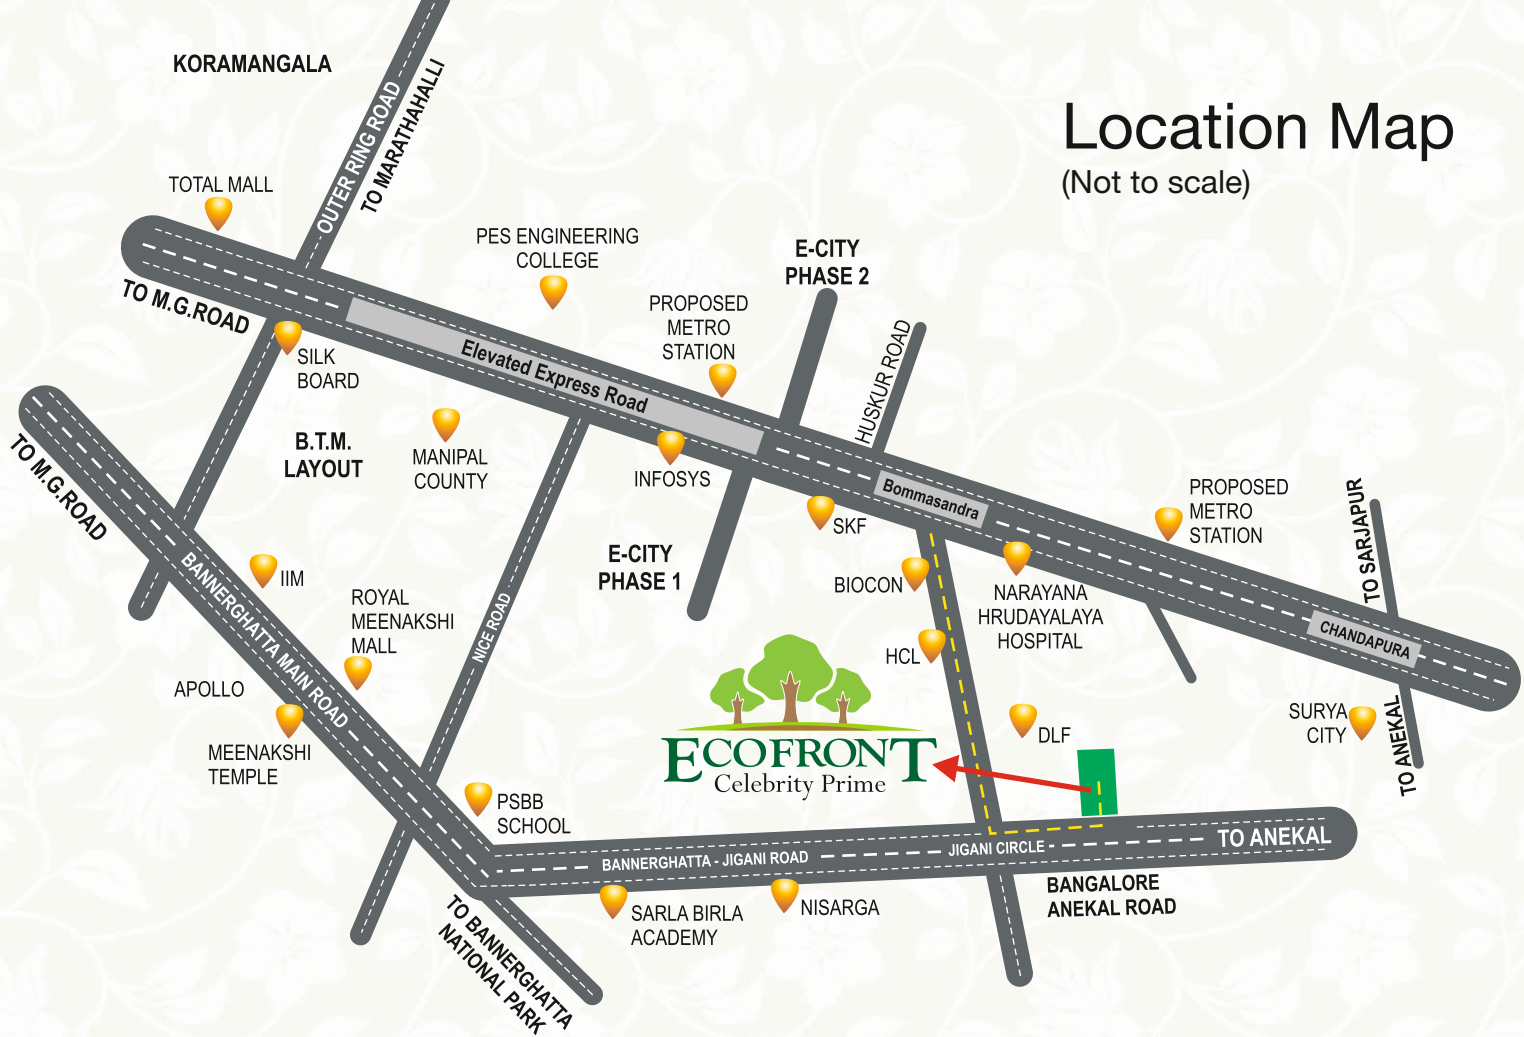 KORAMANGALA
OUTER RING ROAD
TO MARATHAHALLI
Location Map
(Not to scale)
TOTAL MALL
PES ENGINEERING
COLLEGE
E-CITY
PHASE 2
TO M.G.ROAD
PROPOSED
METRO
STATION
HUSKUR ROAD
SILK
BOARD
Elevated Express Road
B.T.M.
LAYOUT
MANIPAL
COUNTY
INFOSYS
Bommasandra
SKF
PROPOSED
METRO
STATION
TO SARJAPUR
TO M.G.ROAD
E-CITY
PHASE 1
BIOCON
NARAYANA
HRUDAYALAYA
HOSPITAL
IIM
ROYAL
MEENAKSHI
MALL
BANNERGHATTA MAIN ROAD
NICE ROAD
HCL
CHANDAPURA
APOLLO
MEENAKSHI
TEMPLE
ECOFRONT
Celebrity Prime
DLF
SURYA
CITY
TO ANEKAL
PSBB
SCHOOL
BANNERGHATTA - JIGANI ROAD
JIGANI CIRCLE
TO ANEKAL
BANGALORE
ANEKAL ROAD
SARLA BIRLA
ACADEMY
NISARGA
TO BANNERGHATTA
NATIONAL PARK